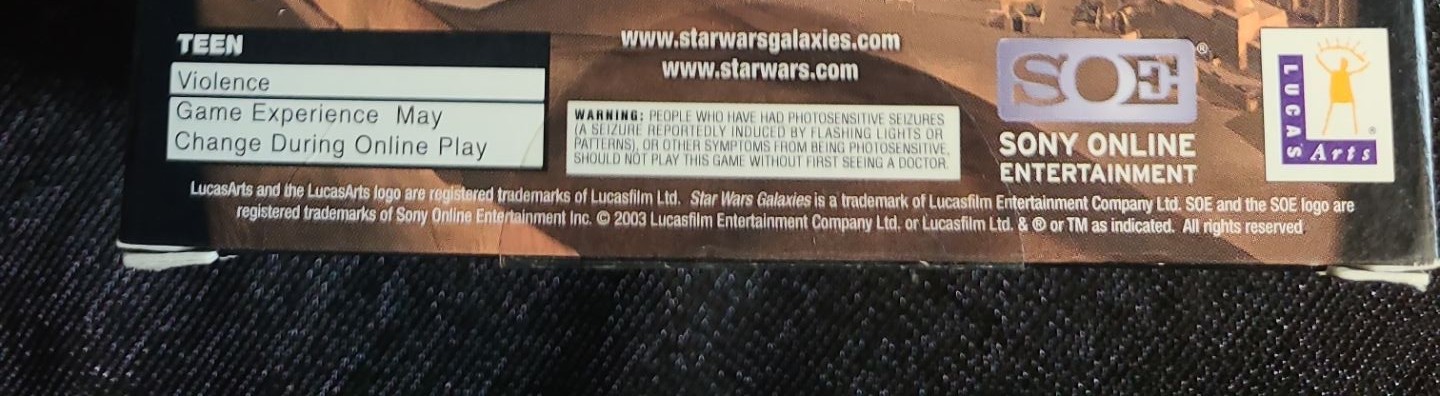 TEEN
Violence
Game Experience May
Change During Online Play
www.starwarsgalaxies.com
www.starwars.com
WARNING: PEOPLE WHO HAVE HAD PHOTOSENSITIVE SEIZURES
(A SEIZURE REPORTEDLY INDUCED BY FLASHING LIGHTS OR
PATTERNS), OR OTHER SYMPTOMS FROM BEING PHOTOSENSITIVE,
SHOULD NOT PLAY THIS GAME WITHOUT FIRST SEEING A DOCTOR.
SOE®
SONY ONLINE
ENTERTAINMENT
LUCAS
Arts®
LucasArts and the LucasArts logo are registered trademarks of Lucasfilm Ltd. Star Wars Galaxies is a trademark of Lucasfilm Entertainment Company Ltd. SOE and the SOE logo are
registered trademarks of Sony Online Entertainment Inc. © 2003 Lucasfilm Entertainment Company Ltd. or Lucasfilm Ltd. & ® or TM as indicated. All rights reserved.